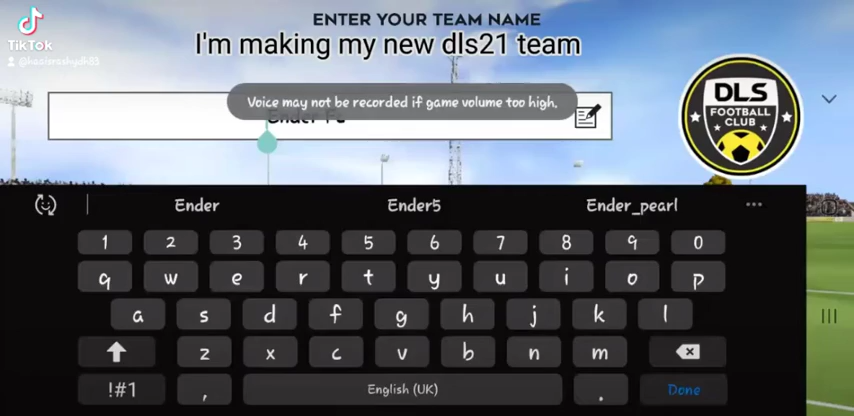 ENTER YOUR TEAM NAME
TikTok
I'm making my new dls21 team
Voice may not be recorded if game volume too high.
Ender Fc
DLS
FOOTBALL
CLUB
Ender
Ender5
Ender_pearl
1 2 3 4 5 6 7 8 9 0
q w e r t y u i o p
a s d f g h j k l
z x c v b n m
!#1 , English (UK) . Done